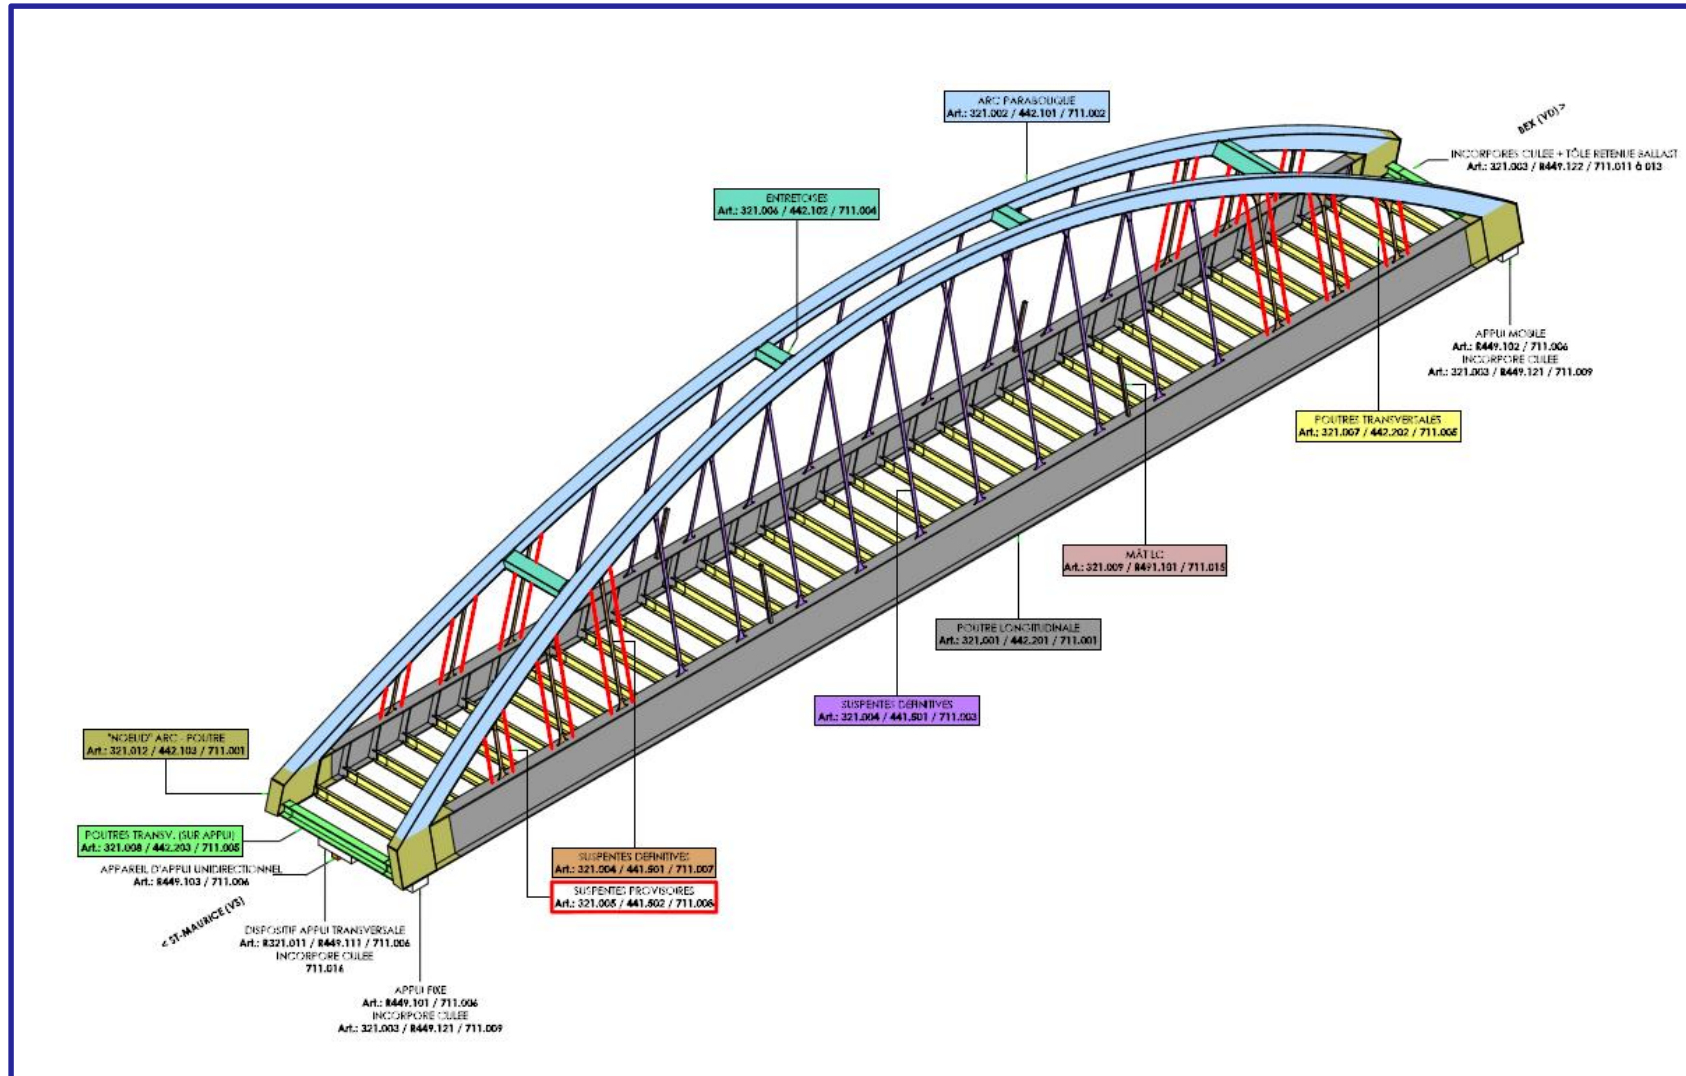 ARC PARABOLIQUE
Art.: 321.002 / 442.101 / 711.002
BEX (VD) >
INCORPORES CULEE + TÔLE RETENUE BALLAST
Art.: 321.003 / R449.122 / 711.011 à 013
ENTRETOISES
Art.: 321.006 / 442.102 / 711.004
APPUI MOBILE
Art.: R449.102 / 711.006
INCORPORE CULEE
Art.: 321.003 / R449.121 / 711.009
POUTRES TRANSVERSALES
Art.: 321.007 / 442.202 / 711.005
MÂT LC
Art.: 321.009 / R491.101 / 711.015
POUTRE LONGITUDINALE
Art.: 321.001 / 442.201 / 711.001
SUSPENTES DEFINITIVES
Art.: 321.004 / 441.501 / 711.003
"NOEUD" ARC - POUTRE
Art.: 321.012 / 442.103 / 711.001
POUTRES TRANSV. (SUR APPUI)
Art.: 321.008 / 442.203 / 711.005
APPAREIL D'APPUI UNIDIRECTIONNEL
Art.: R449.103 / 711.006
SUSPENTES DEFINITIVES
Art.: 321.004 / 441.501 / 711.007
SUSPENTES PROVISOIRES
Art.: 321.005 / 441.502 / 711.008
< ST-MAURICE (VS)
DISPOSITIF APPUI TRANSVERSALE
Art.: R321.011 / R449.111 / 711.006
INCORPORE CULEE
711.016
APPUI FIXE
Art.: R449.101 / 711.006
INCORPORE CULEE
Art.: 321.003 / R449.121 / 711.009